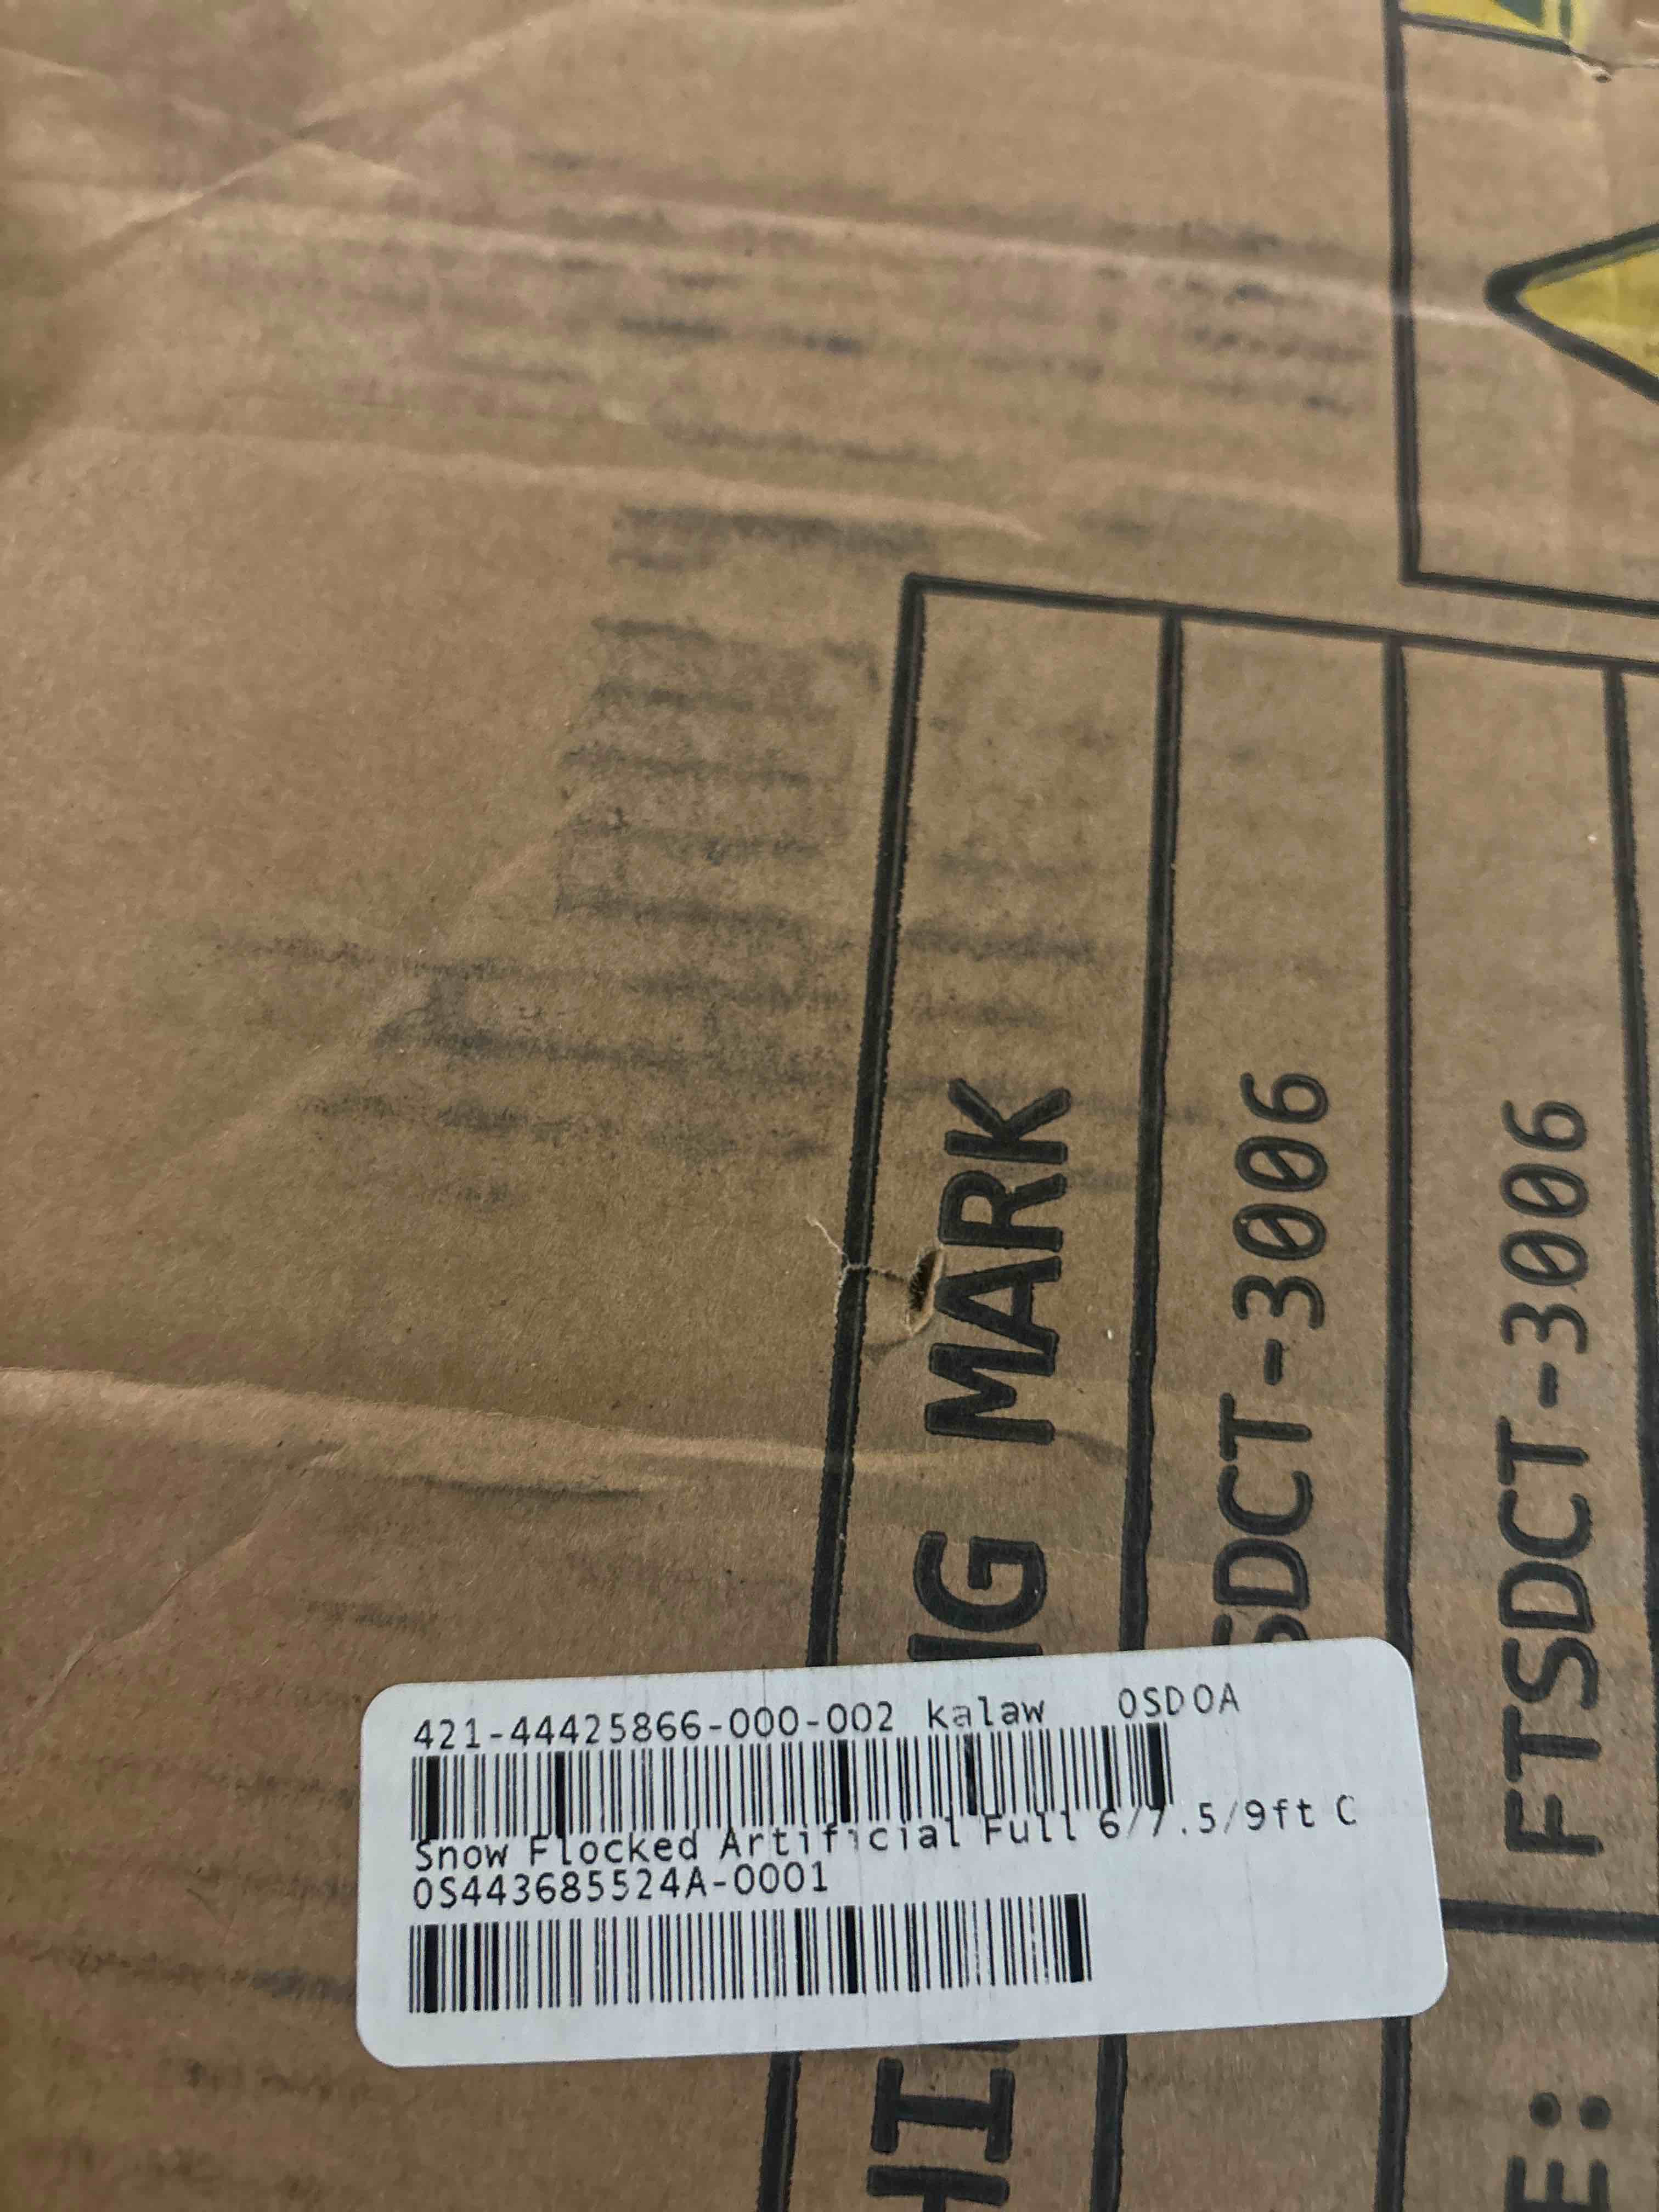 421-44425866-000-002 kalaw OSDOA
Snow Flocked Artificial Full 6/7.5/9ft C
OS443685524A-0001
MARK
SDCT-3006
FTSDCT-3006